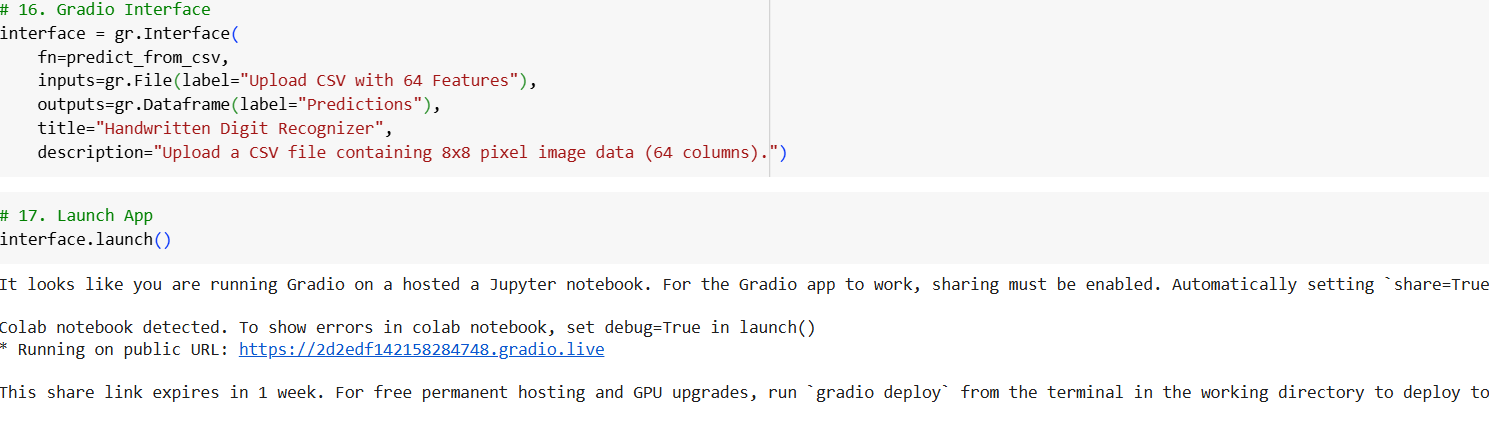 # 16. Gradio Interface
interface = gr.Interface(
    fn=predict_from_csv,
    inputs=gr.File(label="Upload CSV with 64 Features"),
    outputs=gr.Dataframe(label="Predictions"),
    title="Handwritten Digit Recognizer",
    description="Upload a CSV file containing 8x8 pixel image data (64 columns).")
# 17. Launch App
interface.launch()
It looks like you are running Gradio on a hosted a Jupyter notebook. For the Gradio app to work, sharing must be enabled. Automatically setting `share=True
Colab notebook detected. To show errors in colab notebook, set debug=True in launch()
* Running on public URL: https://2d2edf142158284748.gradio.live
This share link expires in 1 week. For free permanent hosting and GPU upgrades, run `gradio deploy` from the terminal in the working directory to deploy to